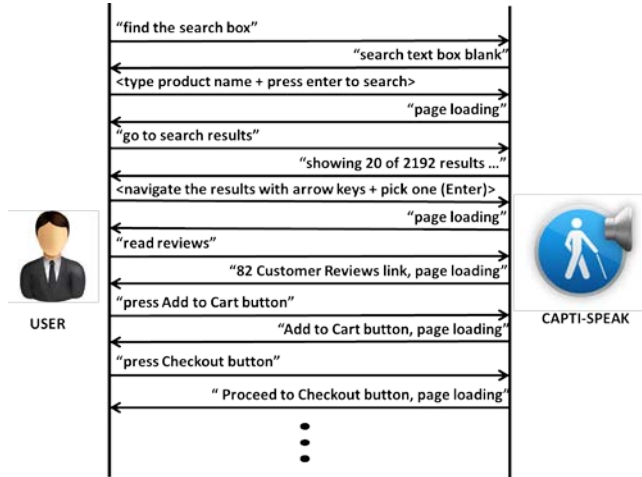 “find the search box”
“search text box blank”
<type product name + press enter to search>
“page loading”
“go to search results”
“showing 20 of 2192 results ...”
<navigate the results with arrow keys + pick one (Enter)>
“page loading”
“read reviews”
“82 Customer Reviews link, page loading”
“press Add to Cart button”
“Add to Cart button, page loading”
“press Checkout button”
“ Proceed to Checkout button, page loading”
USER
CAPTI-SPEAK